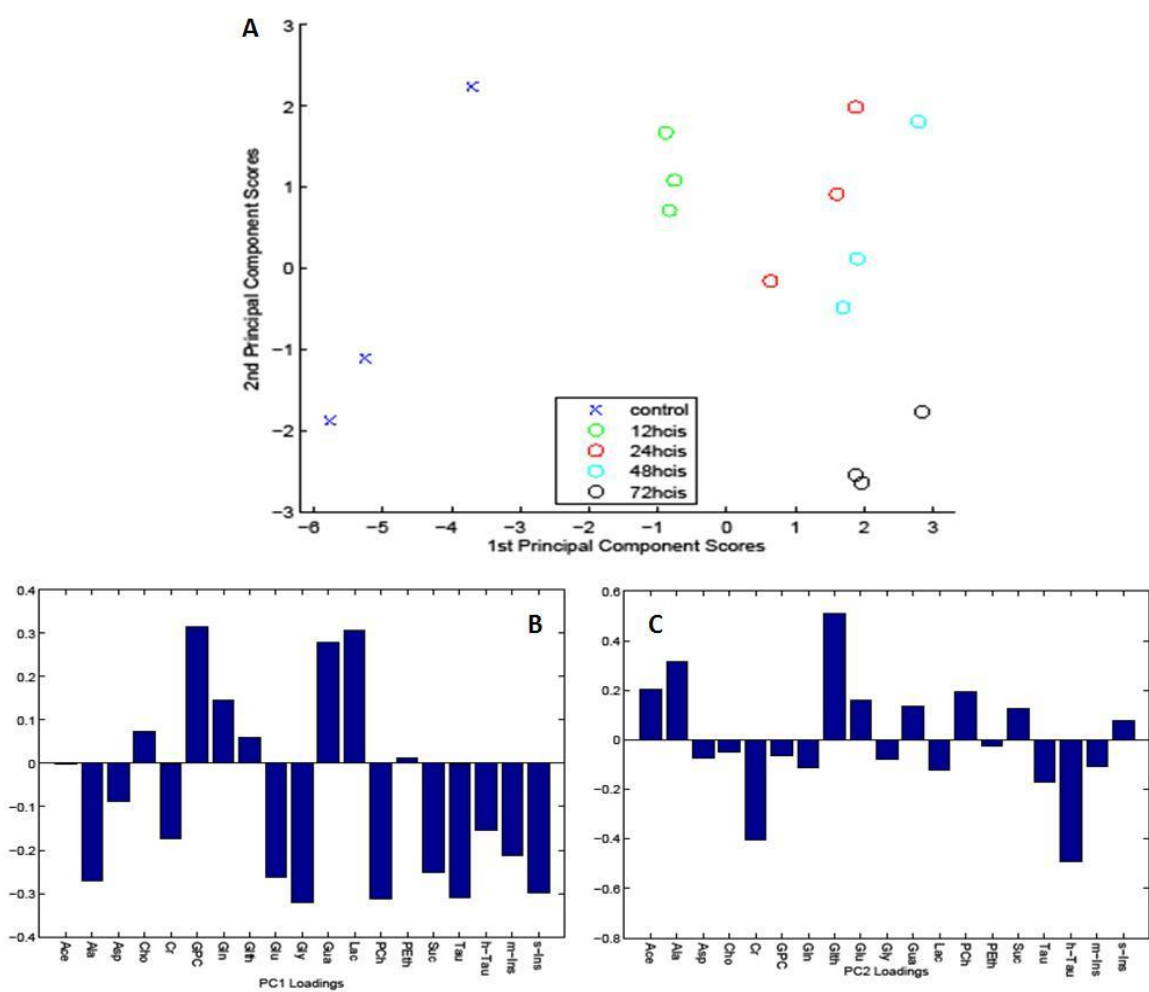 A
3
2
1
0
−1
−2
−3
2nd Principal Component Scores
control
12hcis
24hcis
48hcis
72hcis
−6 −5 −4 −3 −2 −1 0 1 2 3
1st Principal Component Scores
B
0.4
0.3
0.2
0.1
0
−0.1
−0.2
−0.3
−0.4
Ace Ala Asp Cho Cr GPC Gln Glth Glu Gly Gua Lac PCh PEth Suc Tau h−Tau m−Ins s−Ins
PC1 Loadings
C
0.6
0.4
0.2
0
−0.2
−0.4
−0.6
−0.8
Ace Ala Asp Cho Cr GPC Gln Glth Glu Gly Gua Lac PCh PEth Suc Tau h−Tau m−Ins s−Ins
PC2 Loadings